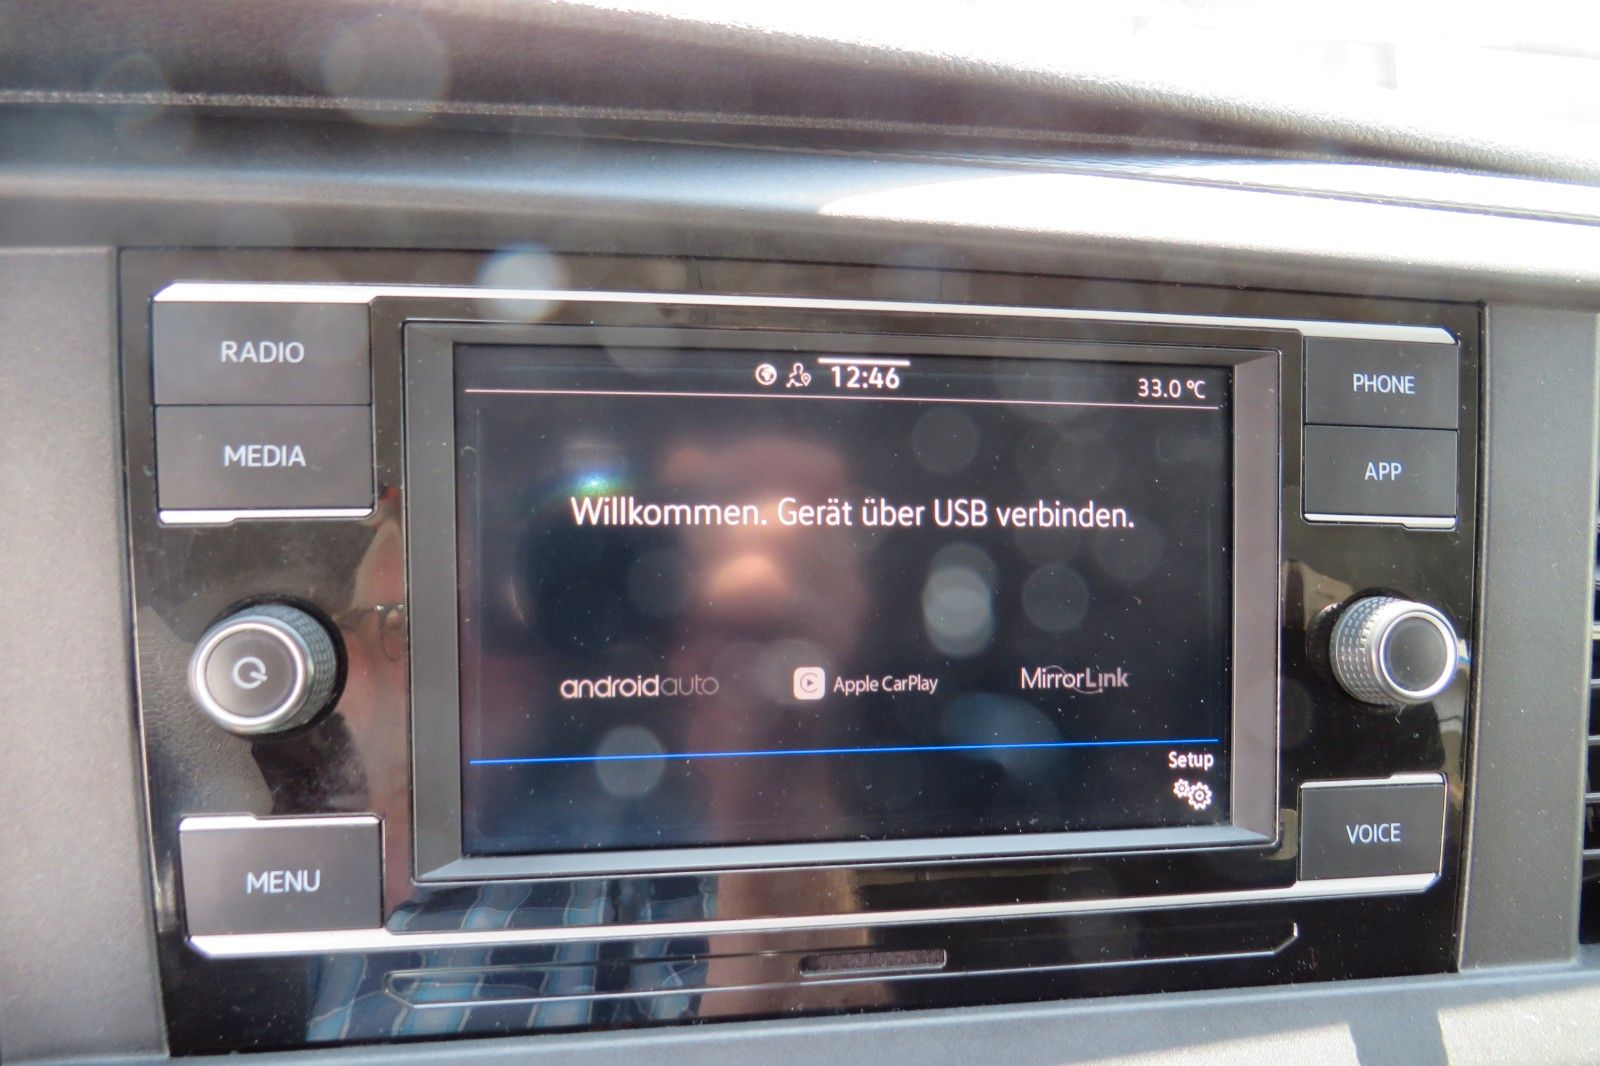 RADIO
MEDIA
MENU
12:46
33.0 °C
Willkommen. Gerät über USB verbinden.
androidauto
Apple CarPlay
MirrorLink
Setup
PHONE
APP
VOICE